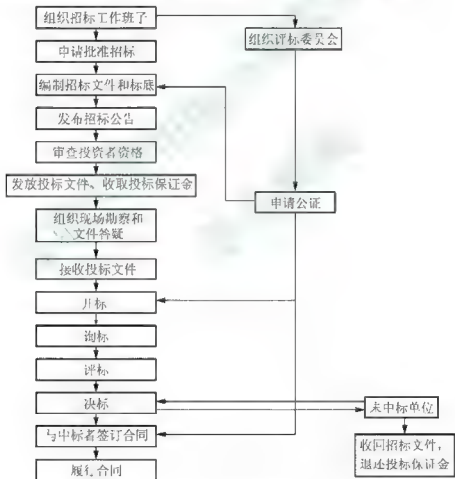 组织招标工作班子
组织评标委员会
申请批准招标
编制招标文件和标底
发布招标公告
审查投资者资格
发放投标文件、收取投标保证金
申请公证
组织现场勘察和
文件答疑
接收投标文件
开标
询标
评标
决标
未中标单位
与中标者签订合同
收回招标文件，
退还投标保证金
履行合同